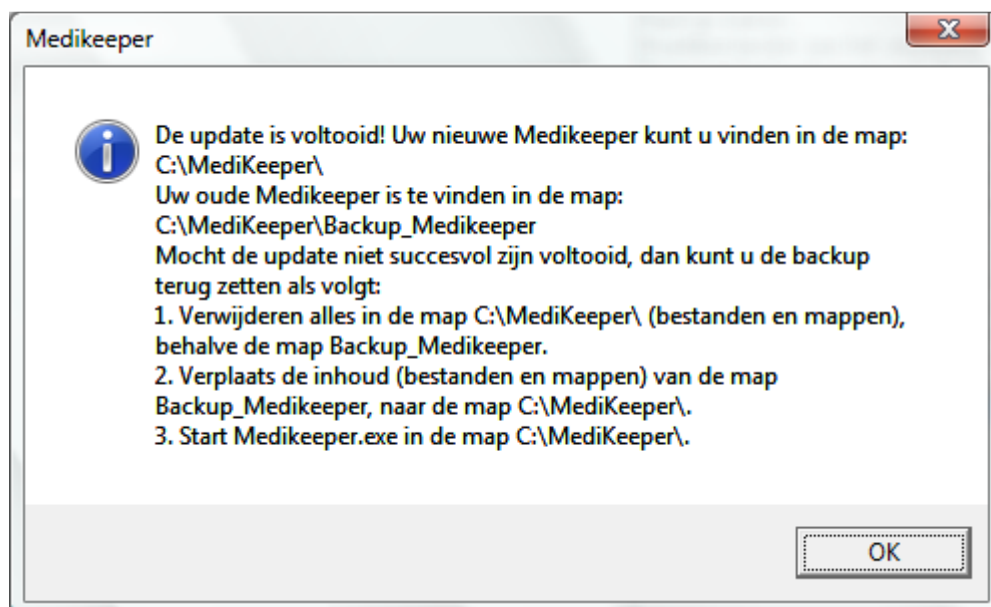 Medikeeper
De update is voltooid! Uw nieuwe Medikeeper kunt u vinden in de map:
C:\MediKeeper\
Uw oude Medikeeper is te vinden in de map:
C:\MediKeeper\Backup_Medikeeper
Mocht de update niet succesvol zijn voltooid, dan kunt u de backup
terug zetten als volgt:
1. Verwijderen alles in de map C:\MediKeeper\ (bestanden en mappen),
behalve de map Backup_Medikeeper.
2. Verplaats de inhoud (bestanden en mappen) van de map
Backup_Medikeeper, naar de map C:\MediKeeper\.
3. Start Medikeeper.exe in de map C:\MediKeeper\.
OK